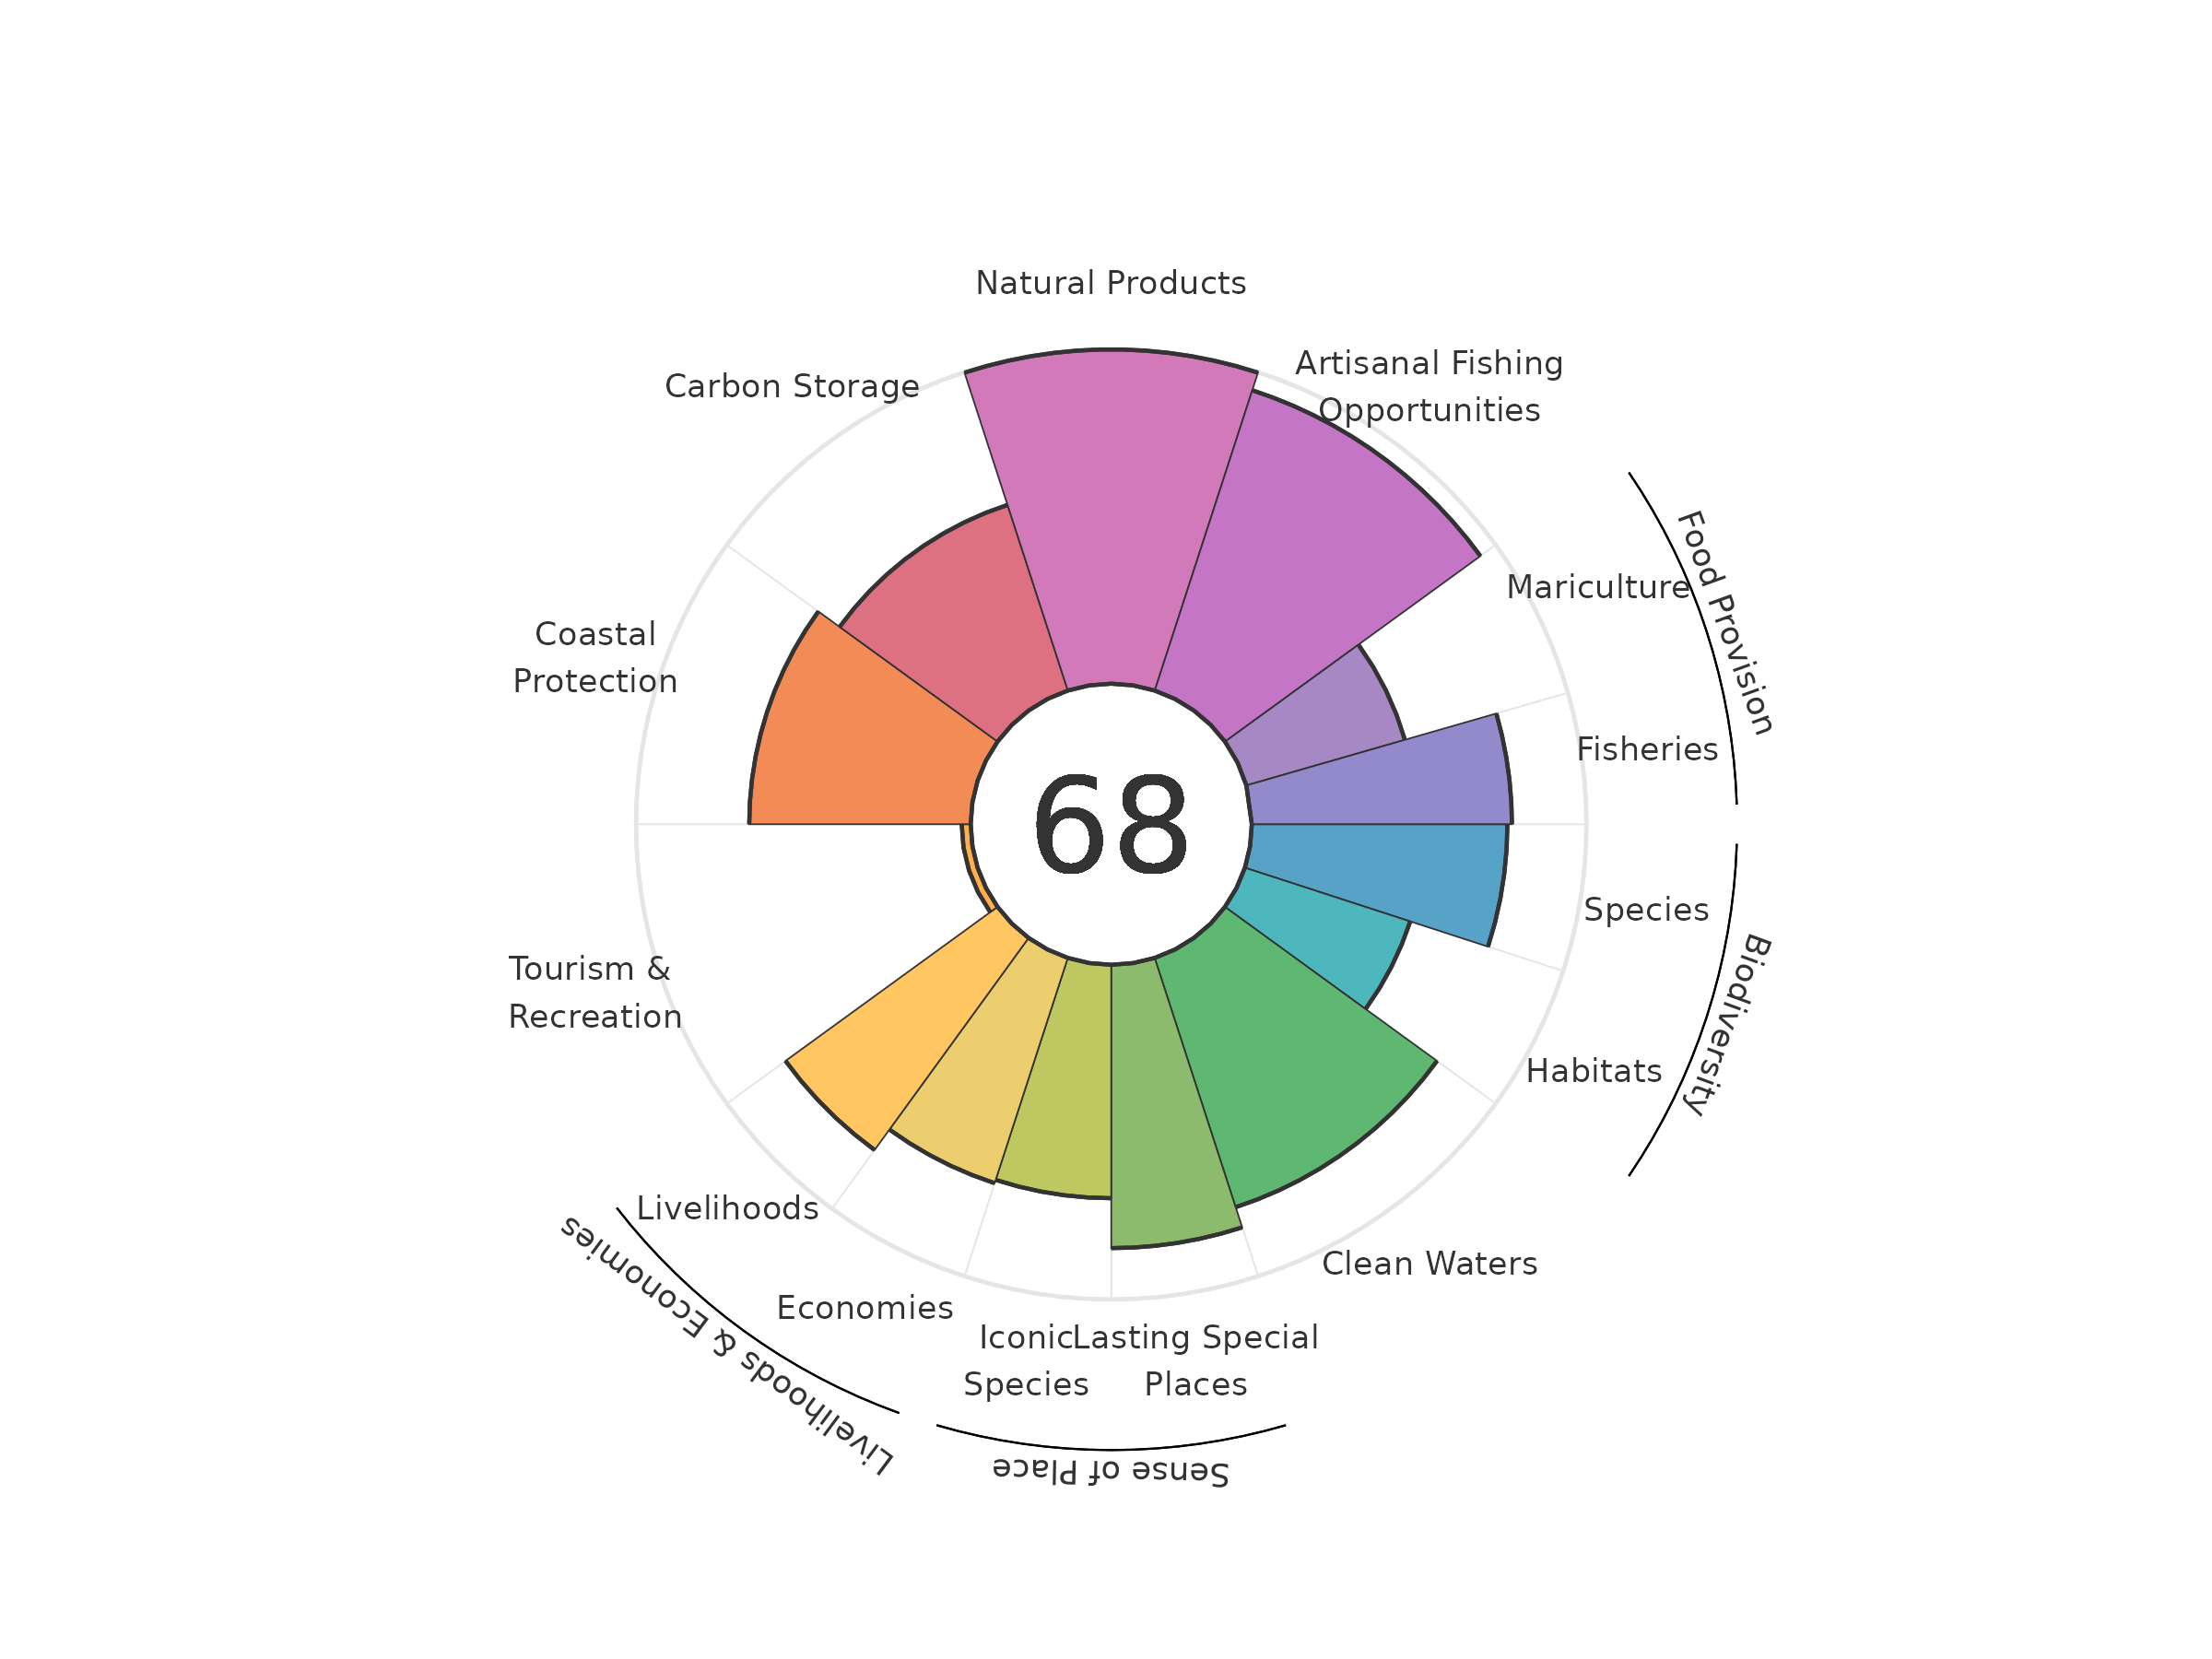 Natural Products
Carbon Storage
Artisanal Fishing
Opportunities
Food Provision
Mariculture
Coastal
Protection
Fisheries
68
Species
Biodiversity
Tourism &
Recreation
Habitats
Livelihoods
Clean Waters
Livelihoods & Economies
Economies
Iconic
Species
Lasting Special
Places
Sense of Place